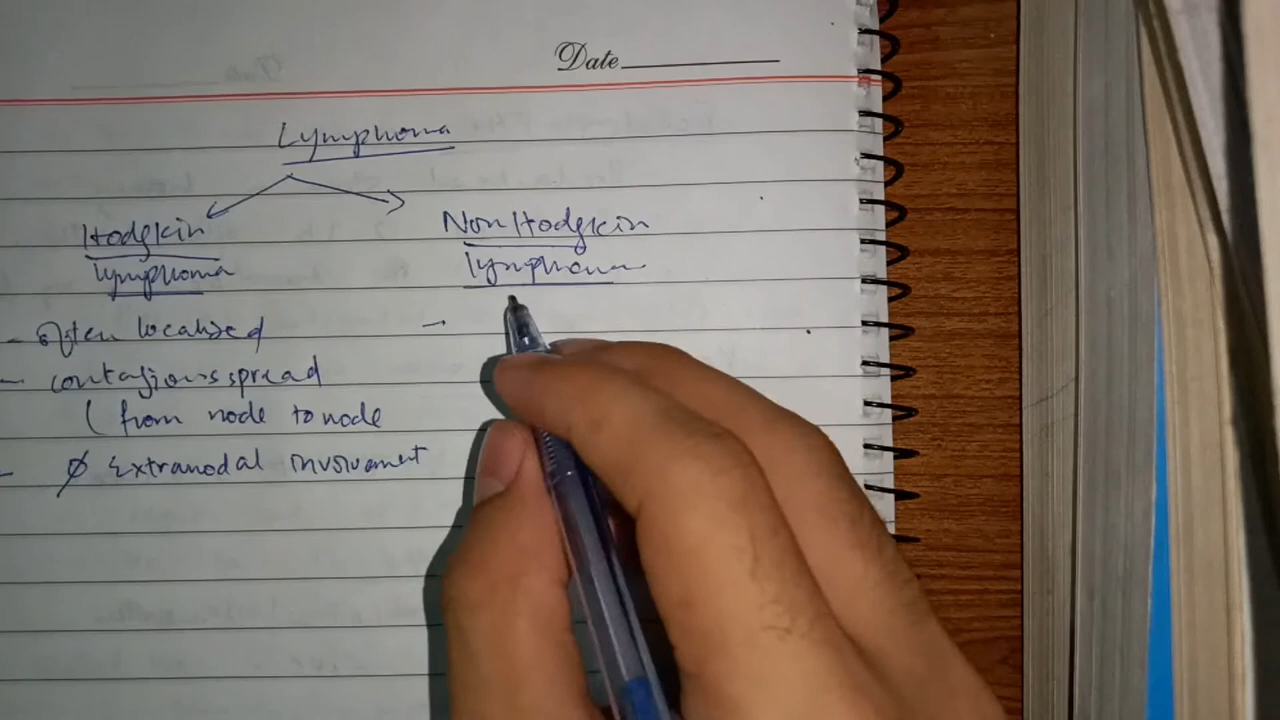 Date
Lymphoma
Hodgkin
lymphoma
Non Hodgkin
lymphoma
- Often localised
- contagious spread
( from node to node
- Ø Extranodal involvement
-